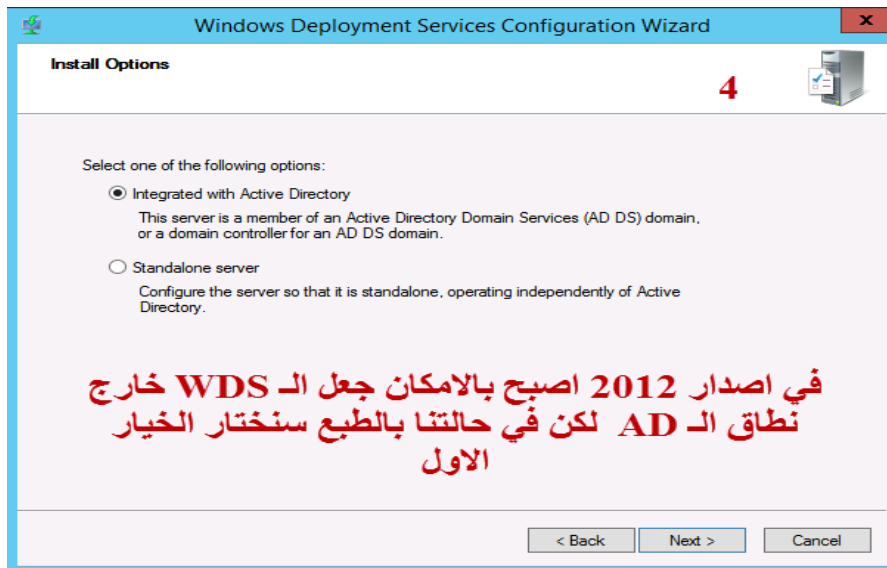 Windows Deployment Services Configuration Wizard
x
Install Options
4
Select one of the following options:
Integrated with Active Directory
This server is a member of an Active Directory Domain Services (AD DS) domain,
or a domain controller for an AD DS domain.
Standalone server
Configure the server so that it is standalone, operating independently of Active
Directory.
في اصدار 2012 اصبح بالامكان جعل الـ WDS خارج
نطاق الـ AD لكن في حالتنا بالطبع سنختار الخيار
الاول
< Back Next > Cancel